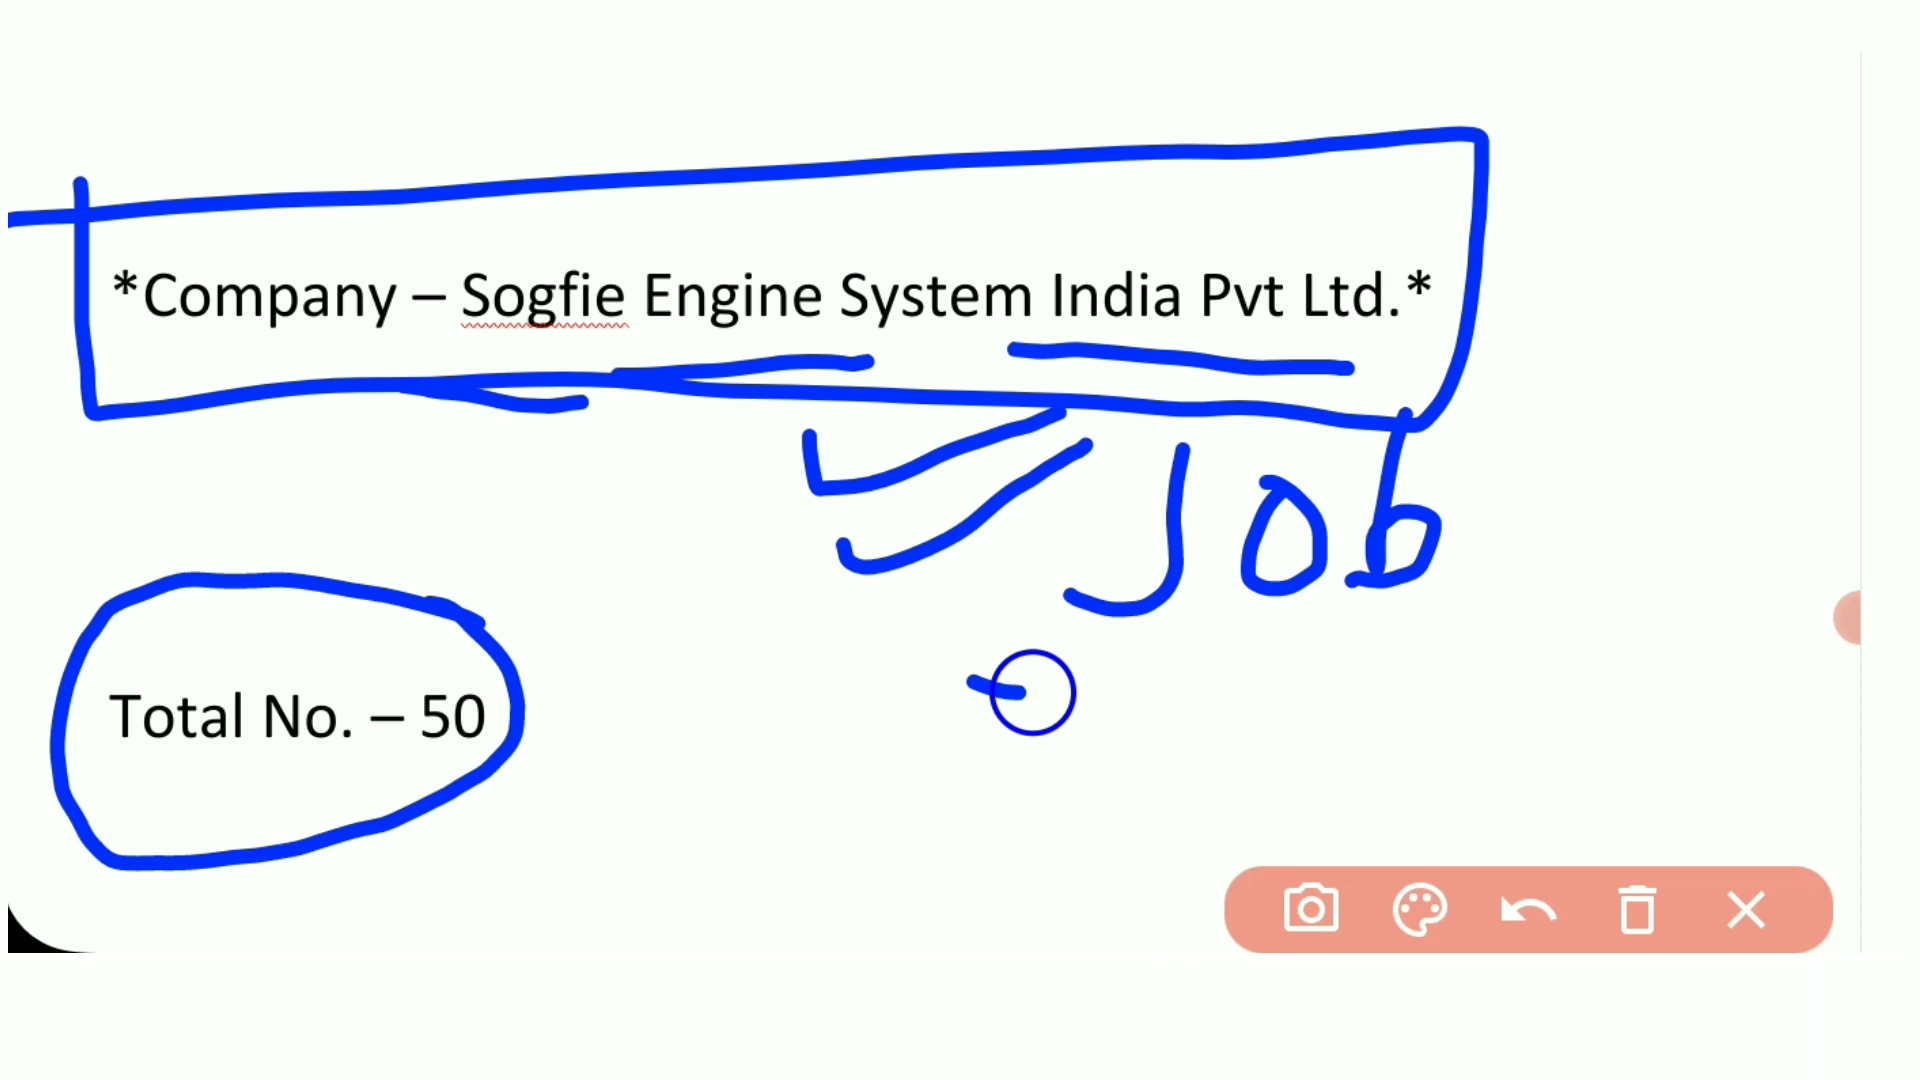 *Company – Sogfie Engine System India Pvt Ltd.*
Job
Total No. – 50